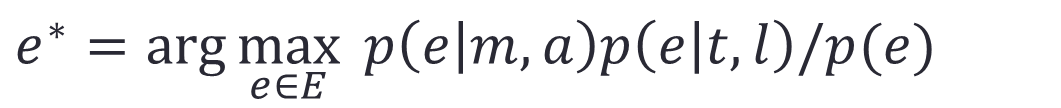 e* = arg max p(e|m, a)p(e|t, l)/p(e)
e∈E